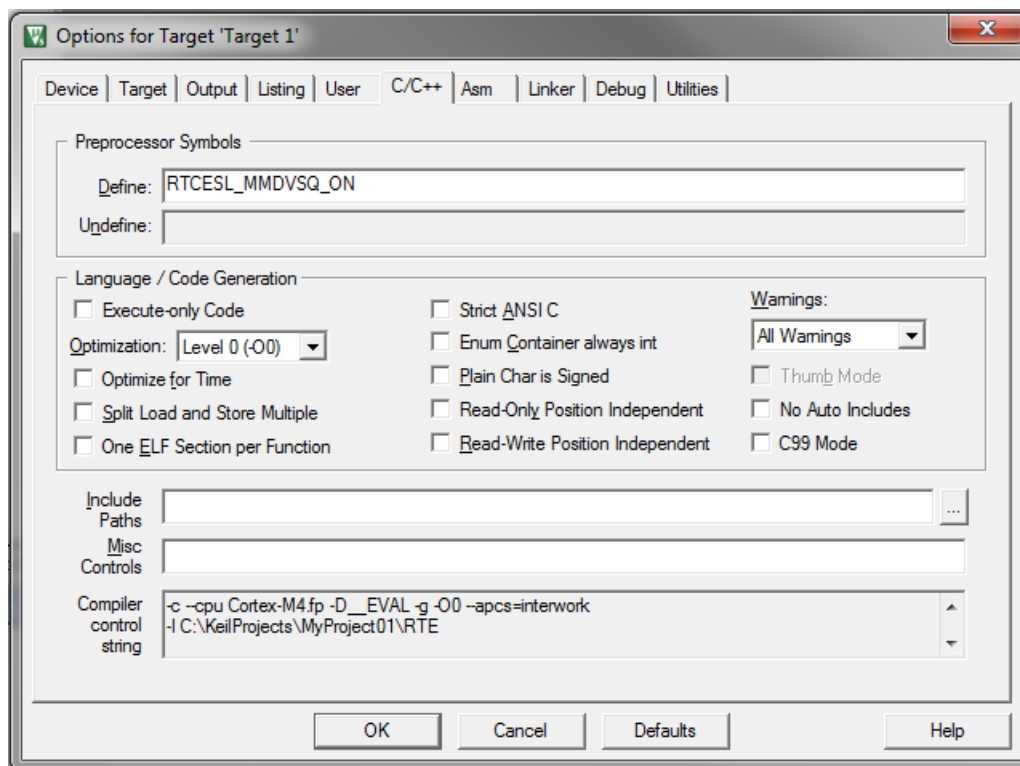 Options for Target 'Target 1'
Device Target Output Listing User C/C++ Asm Linker Debug Utilities
Preprocessor Symbols
Define: RTCESL_MMDVSQ_ON
Undefine:
Language / Code Generation
Execute-only Code
Optimization: Level 0 (-O0)
Optimize for Time
Split Load and Store Multiple
One ELF Section per Function
Strict ANSI C
Enum Container always int
Plain Char is Signed
Read-Only Position Independent
Read-Write Position Independent
Warnings:
All Warnings
Thumb Mode
No Auto Includes
C99 Mode
Include
Paths
...
Misc
Controls
Compiler
control
string
-c --cpu Cortex-M4.fp -D__EVAL -g -O0 --apcs=interwork
-I C:\KeilProjects\MyProject01\RTE
OK Cancel Defaults Help